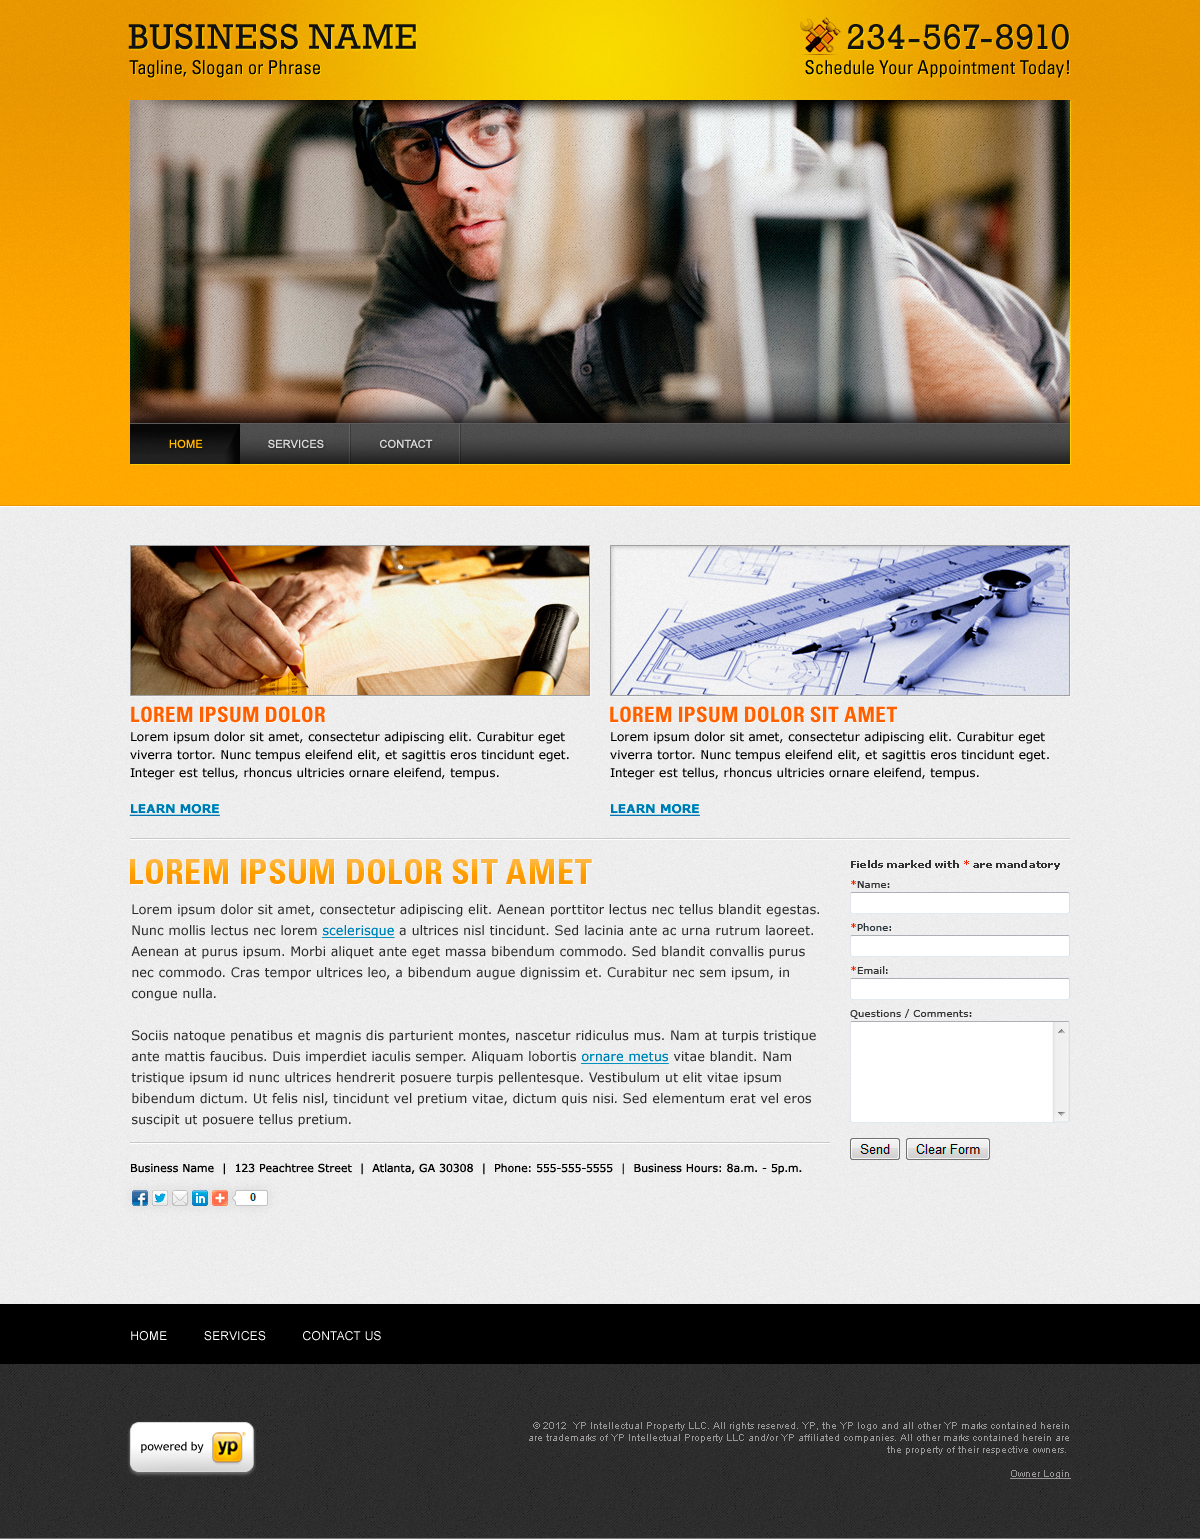 BUSINESS NAME
Tagline, Slogan or Phrase
234-567-8910
Schedule Your Appointment Today!
HOME
SERVICES
CONTACT
1
2
3
4
STAINLESS
LOREM IPSUM DOLOR
Lorem ipsum dolor sit amet, consectetur adipiscing elit. Curabitur eget
viverra tortor. Nunc tempus eleifend elit, et sagittis eros tincidunt eget.
Integer est tellus, rhoncus ultricies ornare eleifend, tempus.
LEARN MORE
LOREM IPSUM DOLOR SIT AMET
Lorem ipsum dolor sit amet, consectetur adipiscing elit. Curabitur eget
viverra tortor. Nunc tempus eleifend elit, et sagittis eros tincidunt eget.
Integer est tellus, rhoncus ultricies ornare eleifend, tempus.
LEARN MORE
LOREM IPSUM DOLOR SIT AMET
Lorem ipsum dolor sit amet, consectetur adipiscing elit. Aenean porttitor lectus nec tellus blandit egestas.
Nunc mollis lectus nec lorem scelerisque a ultrices nisl tincidunt. Sed lacinia ante ac urna rutrum laoreet.
Aenean at purus ipsum. Morbi aliquet ante eget massa bibendum commodo. Sed blandit convallis purus
nec commodo. Cras tempor ultrices leo, a bibendum augue dignissim et. Curabitur nec sem ipsum, in
congue nulla.
Sociis natoque penatibus et magnis dis parturient montes, nascetur ridiculus mus. Nam at turpis tristique
ante mattis faucibus. Duis imperdiet iaculis semper. Aliquam lobortis ornare metus vitae blandit. Nam
tristique ipsum id nunc ultrices hendrerit posuere turpis pellentesque. Vestibulum ut elit vitae ipsum
bibendum dictum. Ut felis nisl, tincidunt vel pretium vitae, dictum quis nisi. Sed elementum erat vel eros
suscipit ut posuere tellus pretium.
Fields marked with * are mandatory
*Name:
*Phone:
*Email:
Questions / Comments:
Send
Clear Form
Business Name | 123 Peachtree Street | Atlanta, GA 30308 | Phone: 555-555-5555 | Business Hours: 8a.m. - 5p.m.
f
in
0
HOME
SERVICES
CONTACT US
powered by yp
© 2012 YP Intellectual Property LLC. All rights reserved. YP, the YP logo and all other YP marks contained herein
are trademarks of YP Intellectual Property LLC and/or YP affiliated companies. All other marks contained herein are
the property of their respective owners.
Owner Login